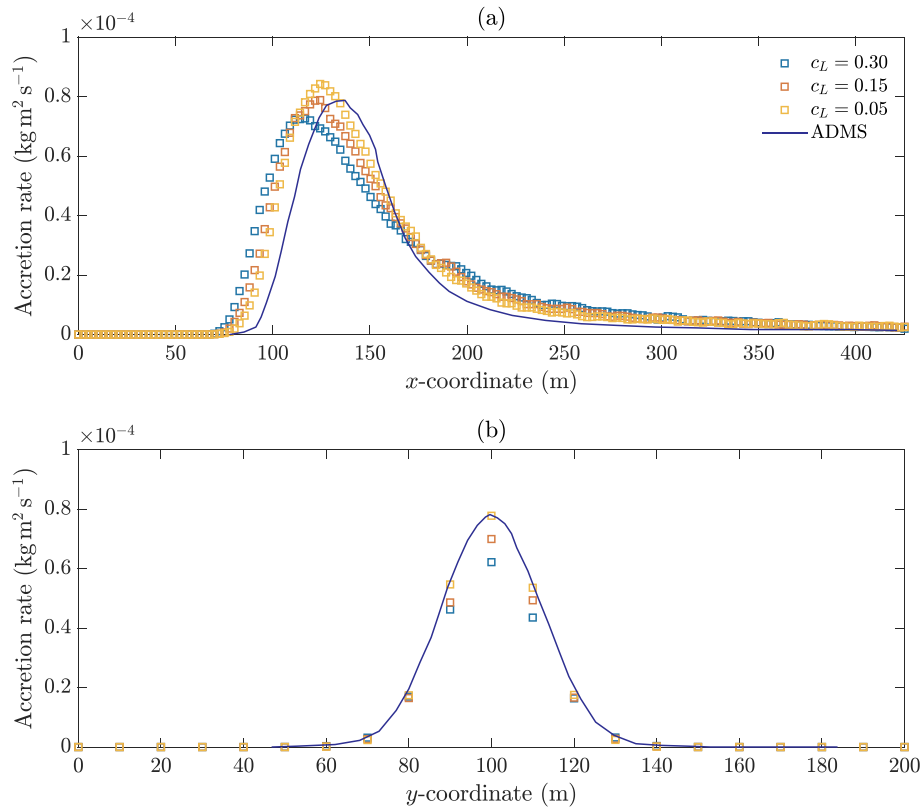 (a)
×10⁻⁴
Accretion rate (kg m² s⁻¹)
1
0.8
0.6
0.4
0.2
0
0 50 100 150 200 250 300 350 400
x-coordinate (m)
c_L = 0.30
c_L = 0.15
c_L = 0.05
ADMS
(b)
×10⁻⁴
Accretion rate (kg m² s⁻¹)
1
0.8
0.6
0.4
0.2
0
0 20 40 60 80 100 120 140 160 180 200
y-coordinate (m)